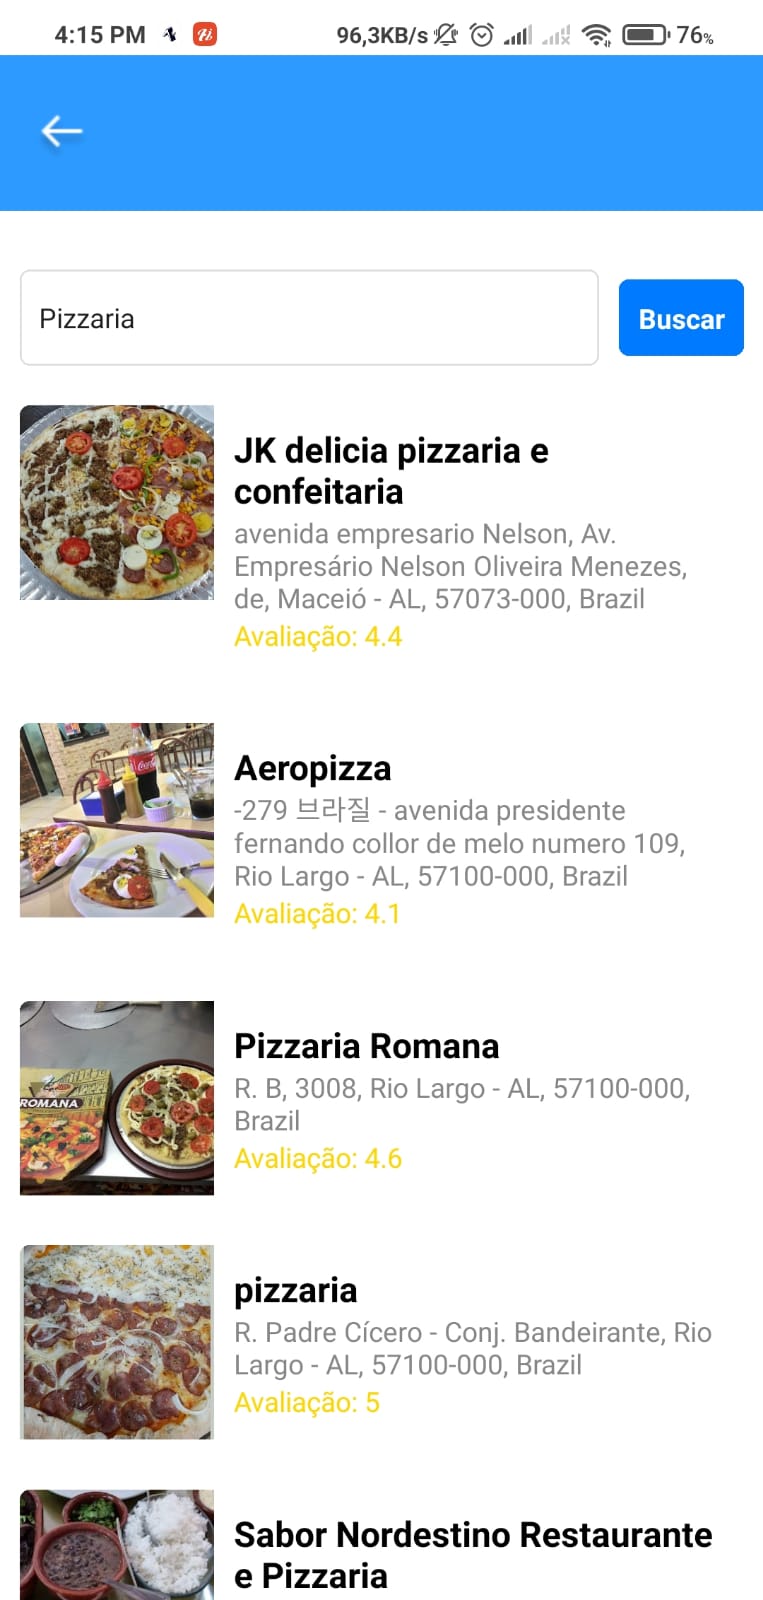 4:15 PM
96,3KB/s
76%
Pizzaria
Buscar
JK delicia pizzaria e
confeitaria
avenida empresario Nelson, Av.
Empresário Nelson Oliveira Menezes,
de, Maceió - AL, 57073-000, Brazil
Avaliação: 4.4
Aeropizza
-279 브라질 - avenida presidente
fernando collor de melo numero 109,
Rio Largo - AL, 57100-000, Brazil
Avaliação: 4.1
ROMANA
Pizzaria Romana
R. B, 3008, Rio Largo - AL, 57100-000,
Brazil
Avaliação: 4.6
pizzaria
R. Padre Cícero - Conj. Bandeirante, Rio
Largo - AL, 57100-000, Brazil
Avaliação: 5
Sabor Nordestino Restaurante
e Pizzaria